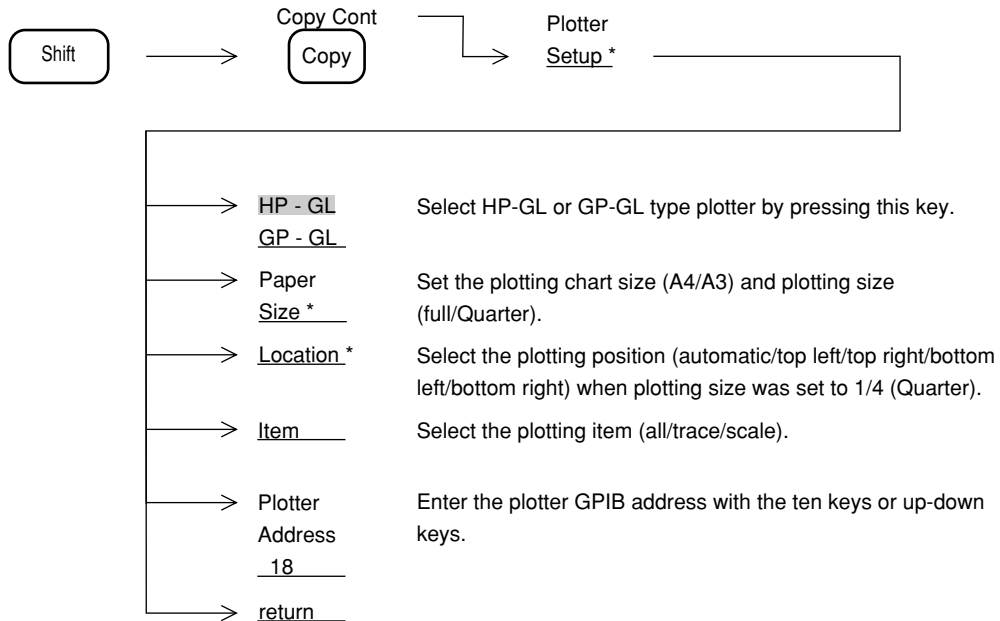 Copy Cont
Shift
Copy
Plotter
Setup *
HP - GL
GP - GL
Select HP-GL or GP-GL type plotter by pressing this key.
Paper
Size *
Set the plotting chart size (A4/A3) and plotting size
(full/Quarter).
Location *
Select the plotting position (automatic/top left/top right/bottom
left/bottom right) when plotting size was set to 1/4 (Quarter).
Item
Select the plotting item (all/trace/scale).
Plotter
Address
18
Enter the plotter GPIB address with the ten keys or up-down
keys.
return